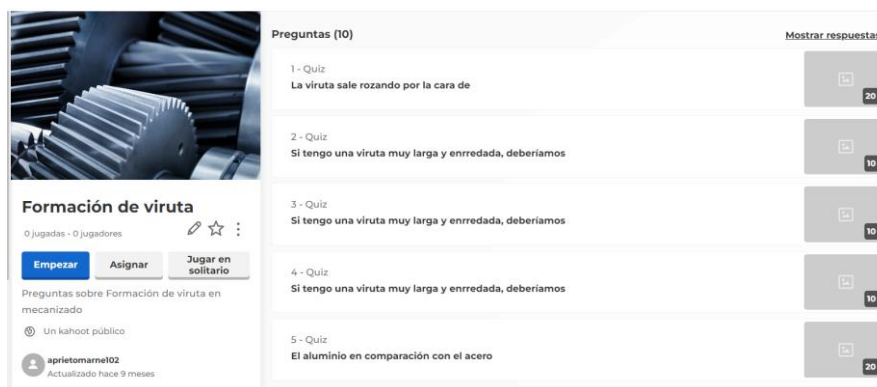 Formación de viruta
0 jugadas - 0 jugadores
Empezar
Asignar
Jugar en
solitario
Preguntas sobre Formación de viruta en
mecanizado
Un kahoot público
aprietomarne102
Actualizado hace 9 meses
Preguntas (10)
Mostrar respuestas
1 - Quiz
La viruta sale rozando por la cara de
20
2 - Quiz
Si tengo una viruta muy larga y enrredada, deberíamos
10
3 - Quiz
Si tengo una viruta muy larga y enrredada, deberíamos
10
4 - Quiz
Si tengo una viruta muy larga y enrredada, deberíamos
10
5 - Quiz
El aluminio en comparación con el acero
20